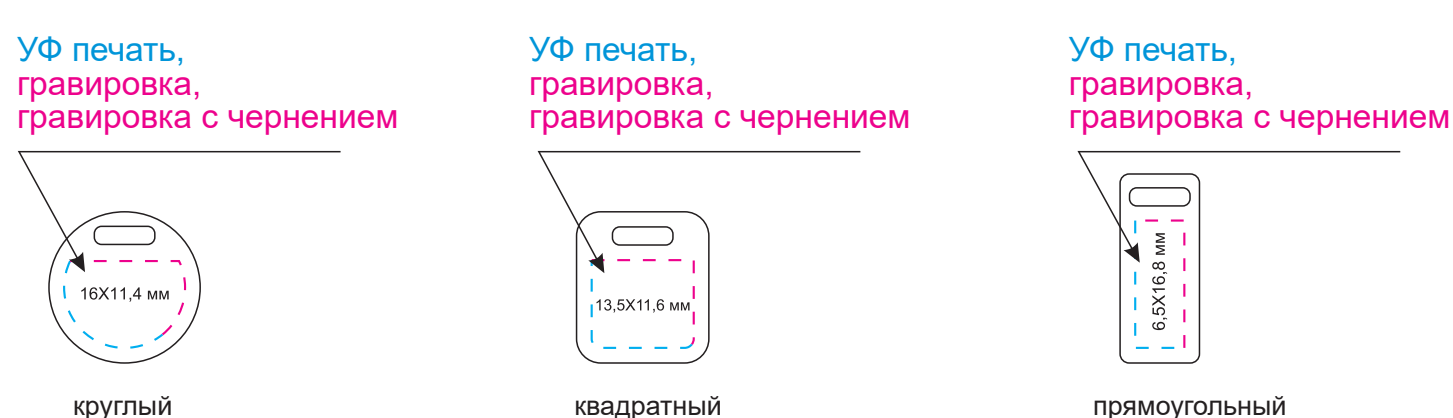 УФ печать,
гравировка,
гравировка с чернением
16X11,4 мм
круглый
УФ печать,
гравировка,
гравировка с чернением
13,5X11,6 мм
квадратный
УФ печать,
гравировка,
гравировка с чернением
6,5X16,8 мм
прямоугольный